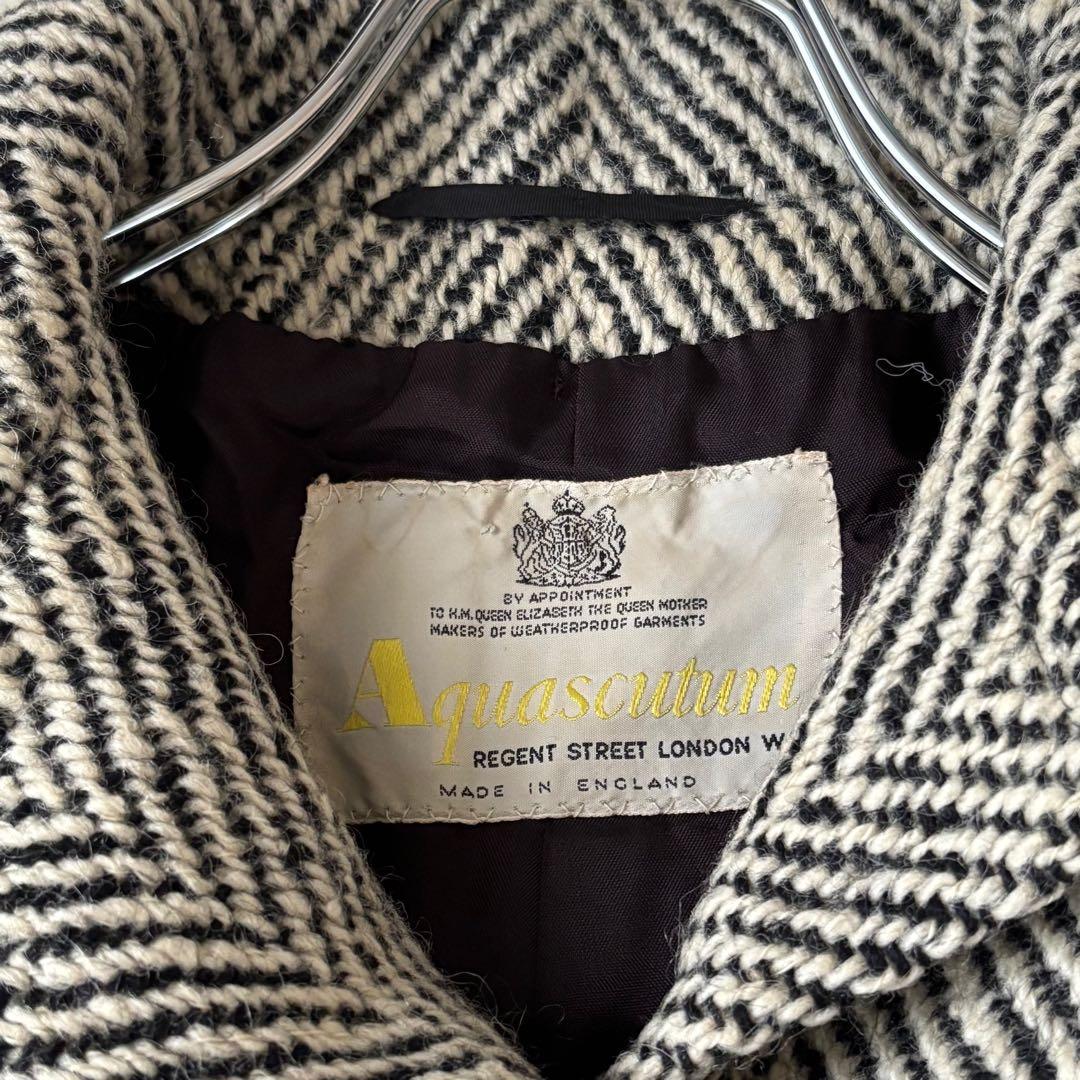 BY APPOINTMENT
TO H.M. QUEEN ELIZABETH THE QUEEN MOTHER
MAKERS OF WEATHERPROOF GARMENTS
Aquascutum
REGENT STREET LONDON W
MADE IN ENGLAND